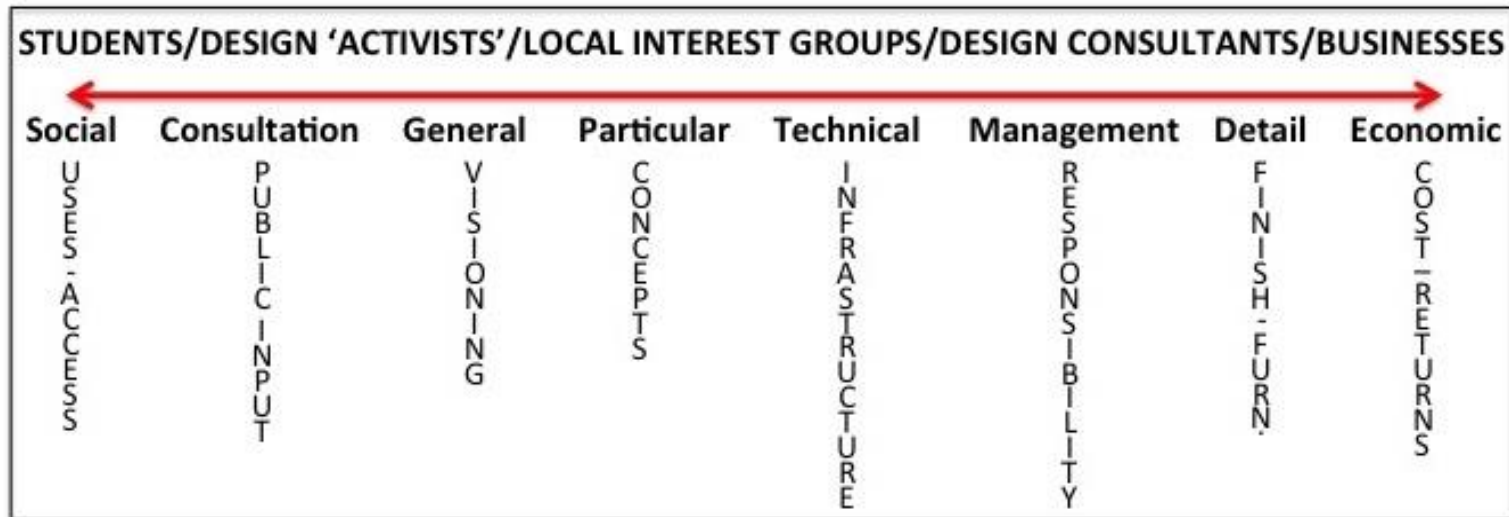 STUDENTS/DESIGN ‘ACTIVISTS’/LOCAL INTEREST GROUPS/DESIGN CONSULTANTS/BUSINESSES
Social Consultation General Particular Technical Management Detail Economic
USES-ACCESS
PUBLIC INPUT
VISIONING
CONCEPTS
INFRASTRUCTURE
RESPONSIBILITY
FINISH-FURN.
COST–RETURNS